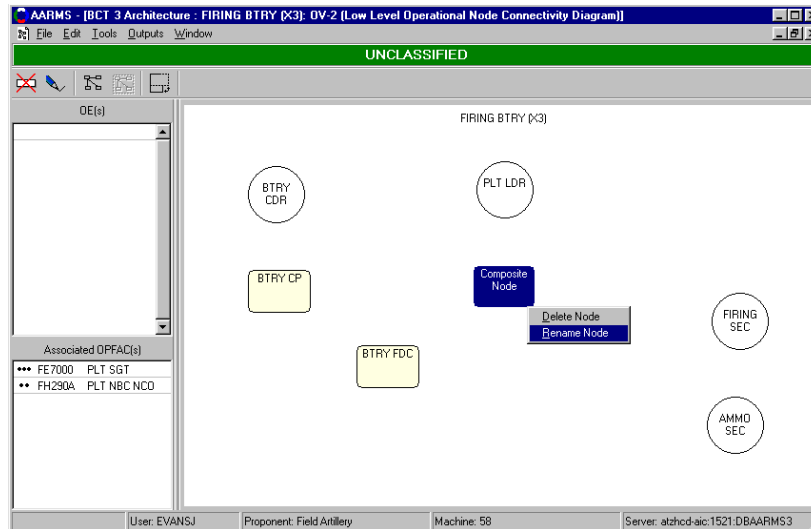 AARMS - [BCT 3 Architecture : FIRING BTRY (X3): OV-2 (Low Level Operational Node Connectivity Diagram)]
File Edit Tools Outputs Window
UNCLASSIFIED
OE(s)
FIRING BTRY (X3)
BTRY
CDR
PLT LDR
BTRY CP
Composite
Node
Delete Node
Rename Node
FIRING
SEC
BTRY FDC
Associated OPFAC(s)
••• FE7000 PLT SGT
•• FH290A PLT NBC NCO
AMMO
SEC
User: EVANSJ
Proponent: Field Artillery
Machine: 58
Server: atzhcd-aic:1521:DBAARMS3